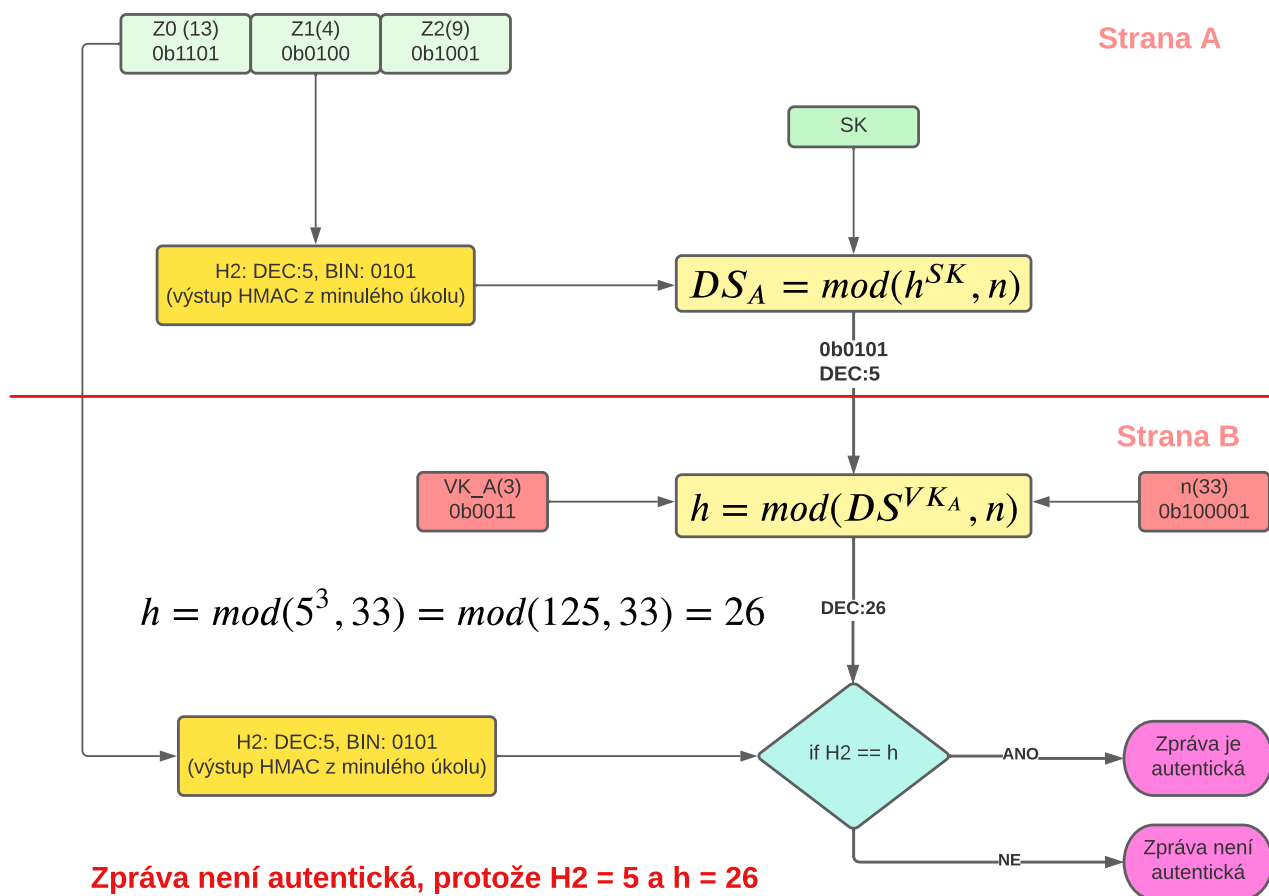 Z0 (13)
0b1101
Z1(4)
0b0100
Z2(9)
0b1001
Strana A
SK
H2: DEC:5, BIN: 0101
(výstup HMAC z minulého úkolu)
DS_A = mod(h^{SK}, n)
0b0101
DEC:5
Strana B
VK_A(3)
0b0011
h = mod(DS^{VK_A}, n)
n(33)
0b100001
h = mod(5^3, 33) = mod(125, 33) = 26
DEC:26
H2: DEC:5, BIN: 0101
(výstup HMAC z minulého úkolu)
if H2 == h
ANO
Zpráva je
autentická
NE
Zpráva není
autentická
Zpráva není autentická, protože H2 = 5 a h = 26